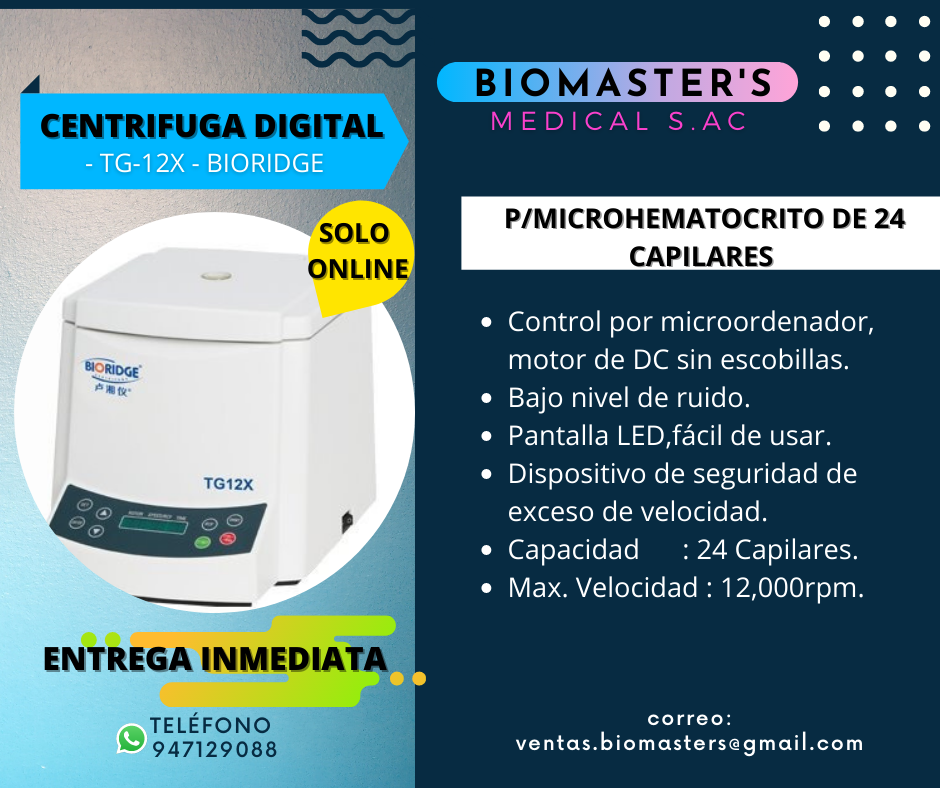 CENTRIFUGA DIGITAL
- TG-12X - BIORIDGE
SOLO
ONLINE
BIORIDGE
卢湘仪
TG12X
ENTREGA INMEDIATA
TELÉFONO
947129088
BIOMASTER'S
MEDICAL S.AC
P/MICROHEMATOCRITO DE 24
CAPILARES
Control por microordenador,
motor de DC sin escobillas.
Bajo nivel de ruido.
Pantalla LED,fácil de usar.
Dispositivo de seguridad de
exceso de velocidad.
Capacidad : 24 Capilares.
Max. Velocidad : 12,000rpm.
correo:
ventas.biomasters@gmail.com